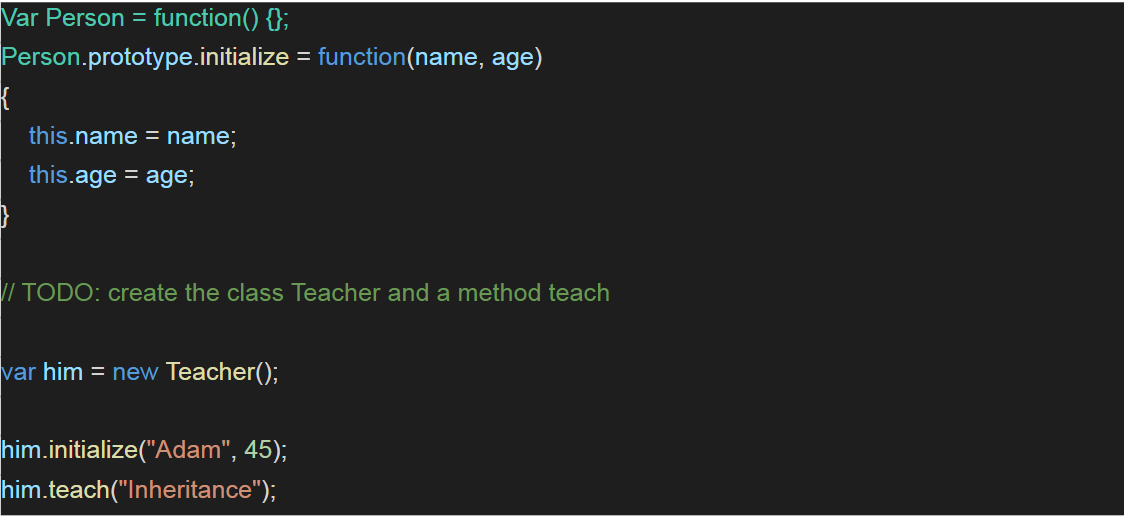 Var Person = function() {};
Person.prototype.initialize = function(name, age)
{
this.name = name;
this.age = age;
}
// TODO: create the class Teacher and a method teach
var him = new Teacher();
him.initialize("Adam", 45);
him.teach("Inheritance");